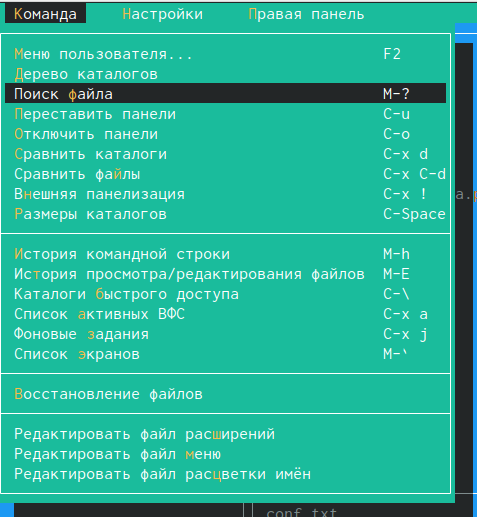 Команда Настройки Правая панель
Меню пользователя... F2
Дерево каталогов
Поиск файла M-?
Переставить панели C-u
Отключить панели C-o
Сравнить каталоги C-x d
Сравнить файлы C-x C-d
Внешняя панелизация C-x !
Размеры каталогов C-Space
История командной строки M-h
История просмотра/редактирования файлов M-E
Каталоги быстрого доступа C-\
Список активных ВФС C-x a
Фоновые задания C-x j
Список экранов M-`
Восстановление файлов
Редактировать файл расширений
Редактировать файл меню
Редактировать файл расцветки имён
conf.txt